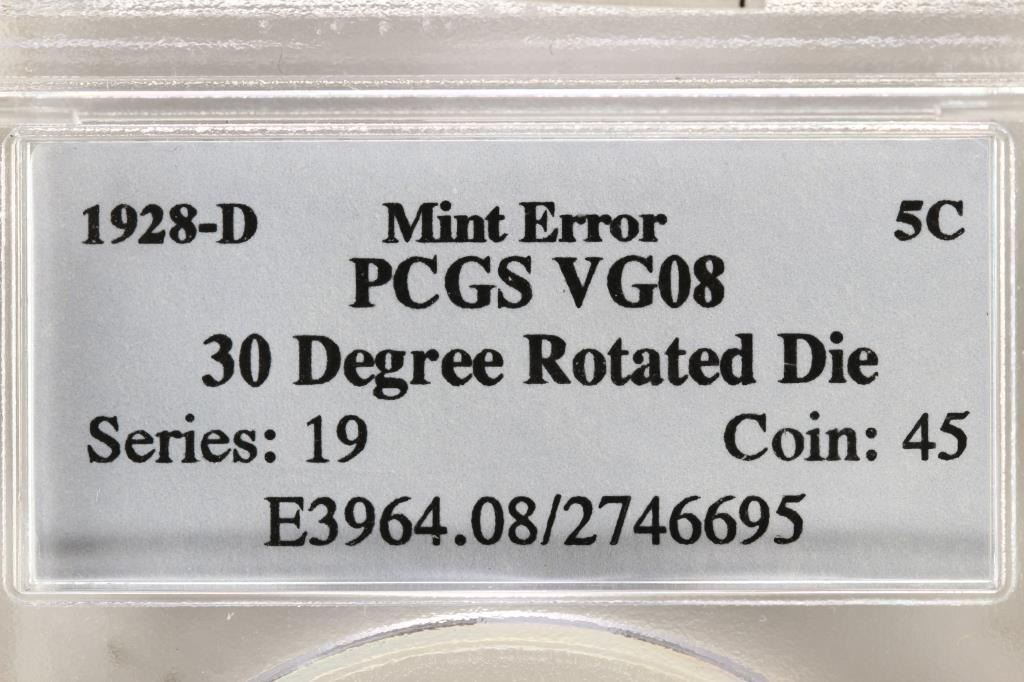 1928-D Mint Error 5C
PCGS VG08
30 Degree Rotated Die
Series: 19 Coin: 45
E3964.08/2746695